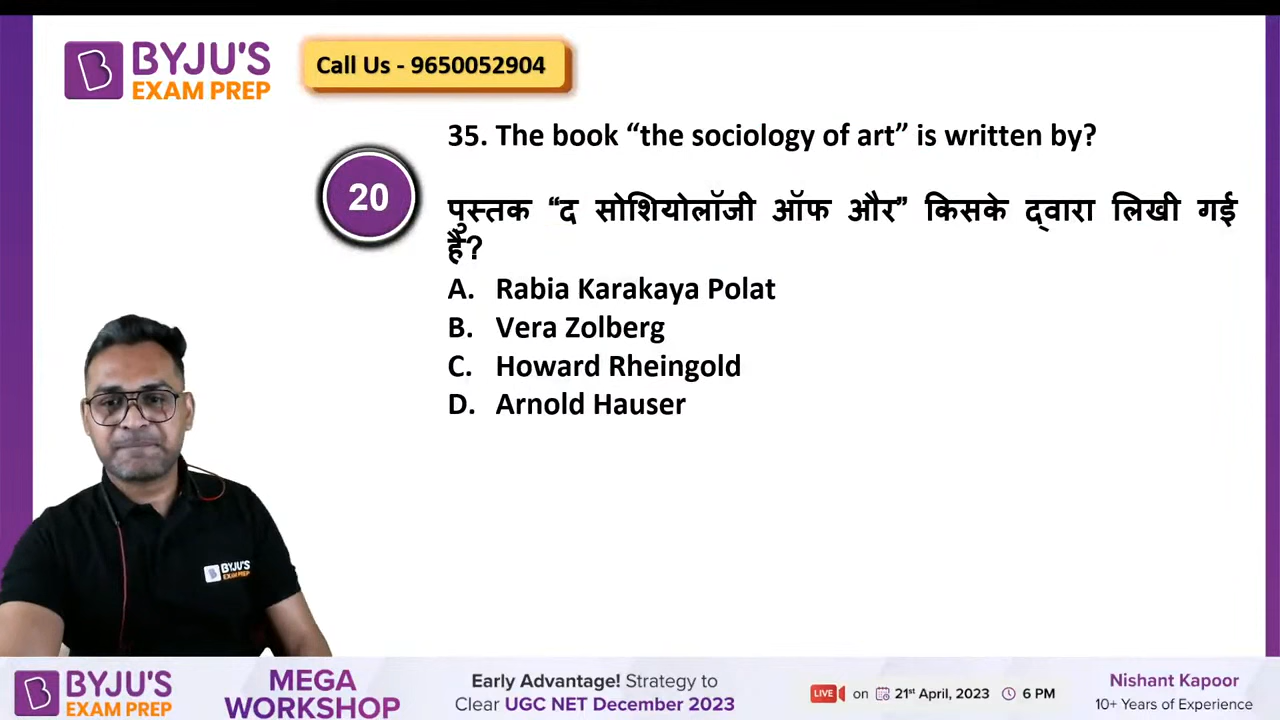 BYJU'S
EXAM PREP
Call Us - 9650052904
35. The book “the sociology of art” is written by?
20
पुस्तक “द सोशियोलॉजी ऑफ और” किसके द्वारा लिखी गई
है?
A. Rabia Karakaya Polat
B. Vera Zolberg
C. Howard Rheingold
D. Arnold Hauser
BYJU'S
EXAM PREP
BYJU'S
EXAM PREP
MEGA
WORKSHOP
Early Advantage! Strategy to
Clear UGC NET December 2023
LIVE on 21st April, 2023 6 PM
Nishant Kapoor
10+ Years of Experience